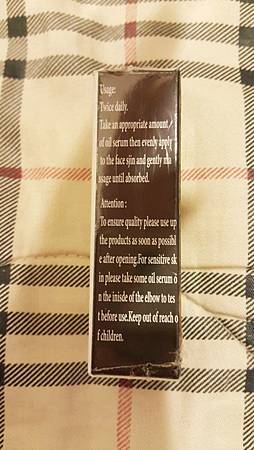 Usage:
Twice daily.
Take an appropriate amount
of oil serum then evenly apply
to the face sjin and gently ma
ssage until absorbed.
Attention :
To ensure quality please use up
the products as soon as possibl
e after opening.For sensitive sk
in please take some oil serum o
n the iniside of the elbow to tes
t before use.Keep out of reach o
f children.